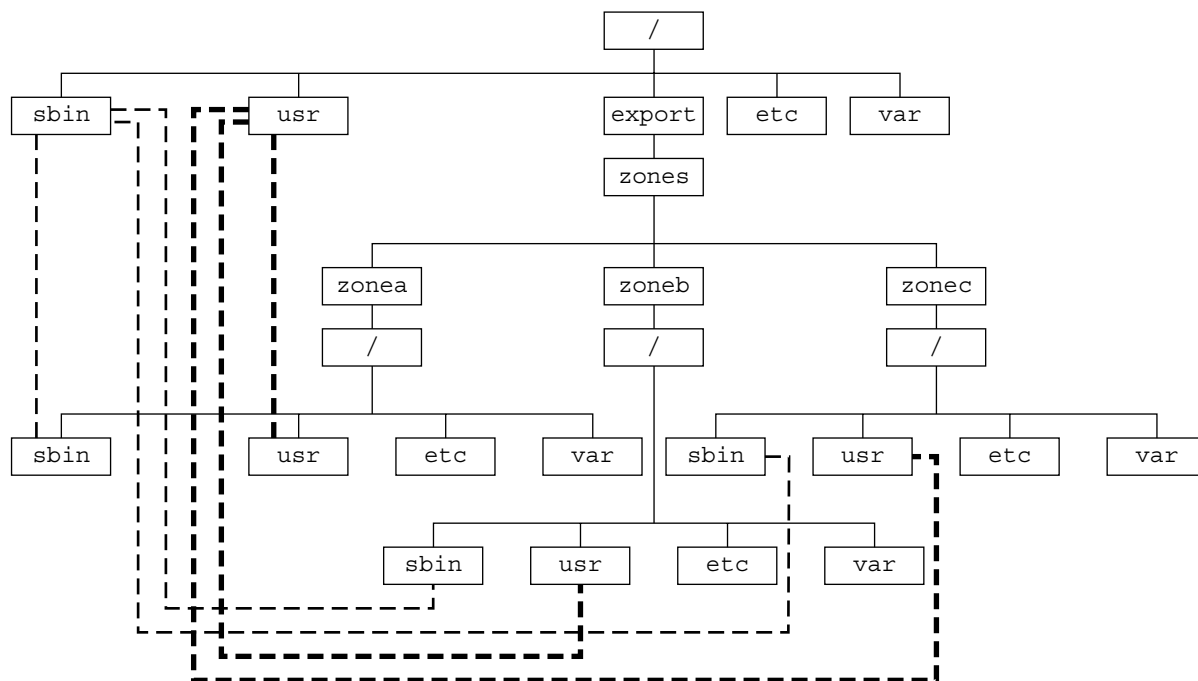 /
sbin usr export etc var
zones
zonea zoneb zonec
/ / /
sbin usr etc var sbin usr etc var
sbin usr etc var